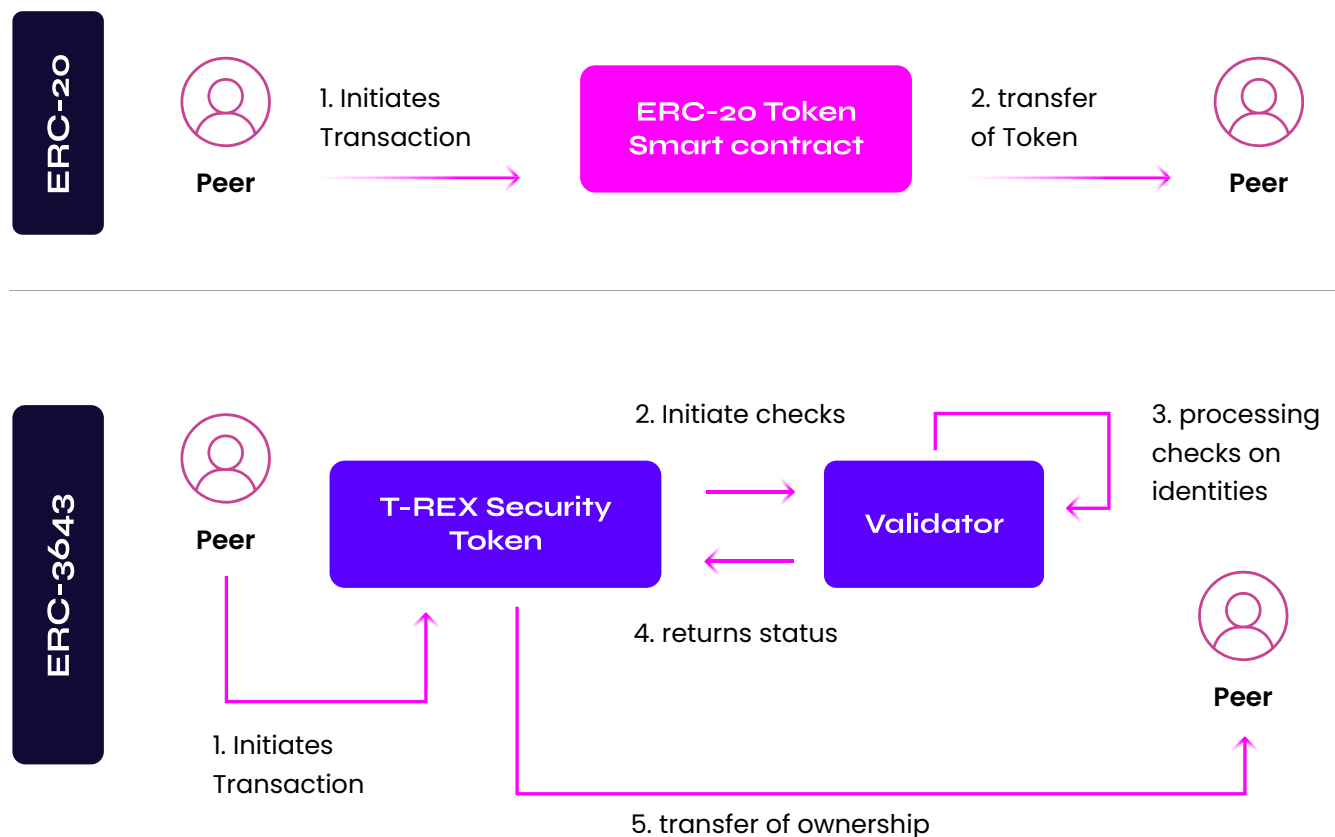 ERC-20
1. Initiates
Transaction
ERC-20 Token
Smart contract
2. transfer
of Token
Peer
Peer
ERC-3643
2. Initiate checks
3. processing
checks on
identities
T-REX Security
Token
Validator
Peer
4. returns status
Peer
1. Initiates
Transaction
5. transfer of ownership